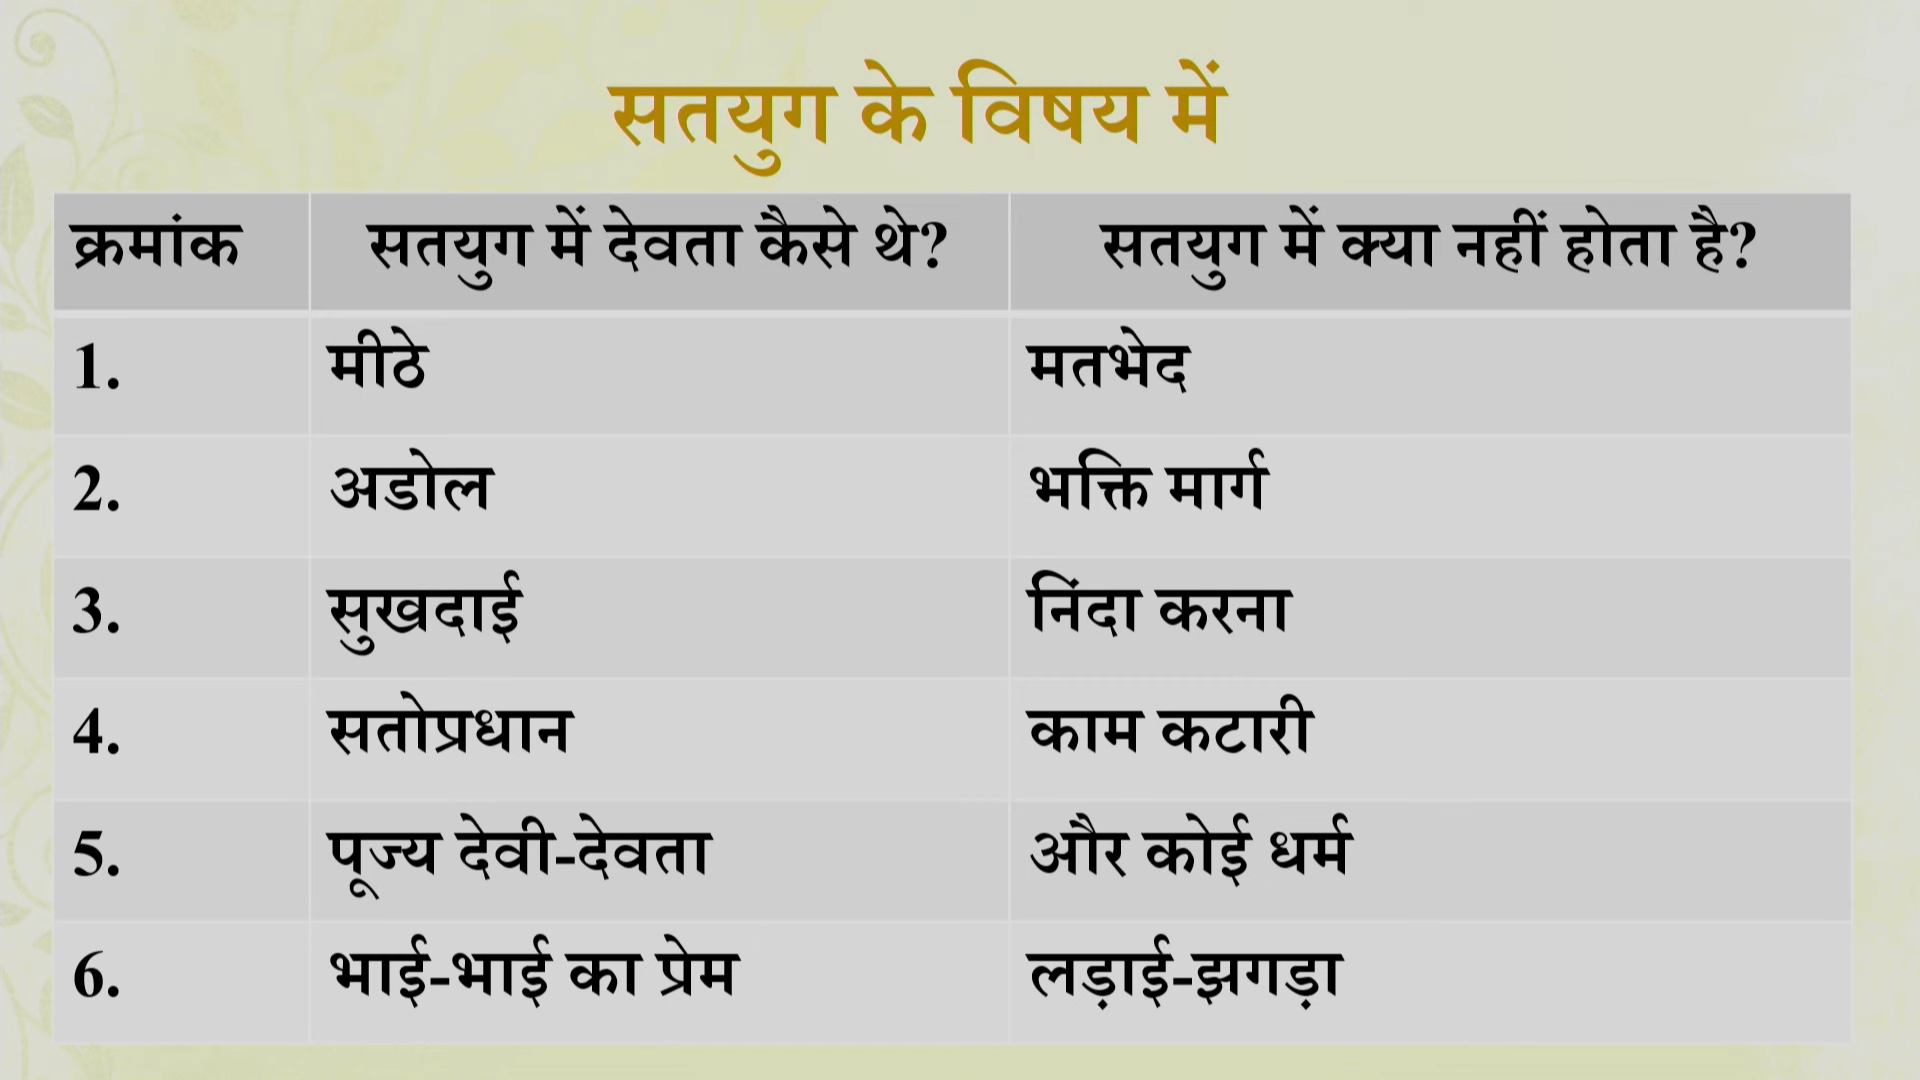 सतयुग के विषय में
क्रमांक सतयुग में देवता कैसे थे? सतयुग में क्या नहीं होता है?
1. मीठे मतभेद
2. अडोल भक्ति मार्ग
3. सुखदाई निंदा करना
4. सतोप्रधान काम कटारी
5. पूज्य देवी-देवता और कोई धर्म
6. भाई-भाई का प्रेम लड़ाई-झगड़ा